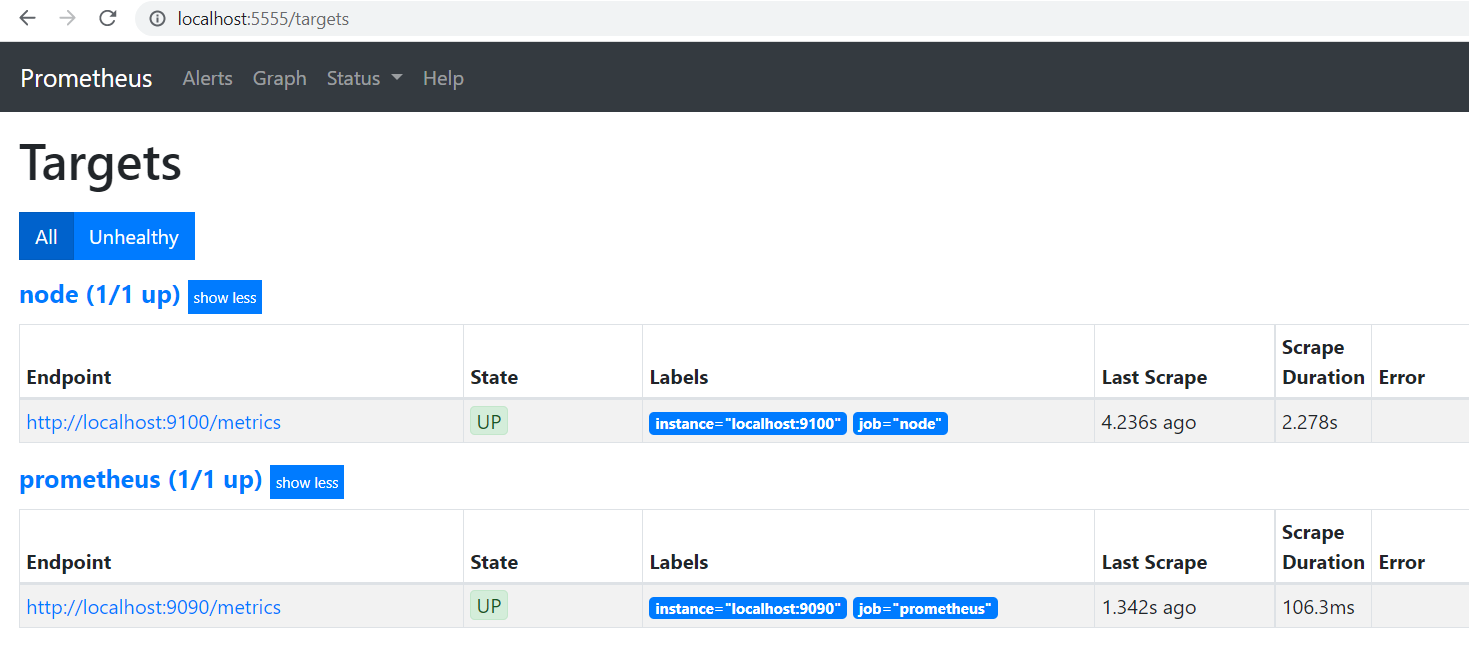 localhost:5555/targets
Prometheus Alerts Graph Status Help
Targets
All Unhealthy
node (1/1 up) show less
Scrape
Endpoint State Labels Last Scrape Duration Error
http://localhost:9100/metrics UP instance="localhost:9100" job="node" 4.236s ago 2.278s
prometheus (1/1 up) show less
Scrape
Endpoint State Labels Last Scrape Duration Error
http://localhost:9090/metrics UP instance="localhost:9090" job="prometheus" 1.342s ago 106.3ms